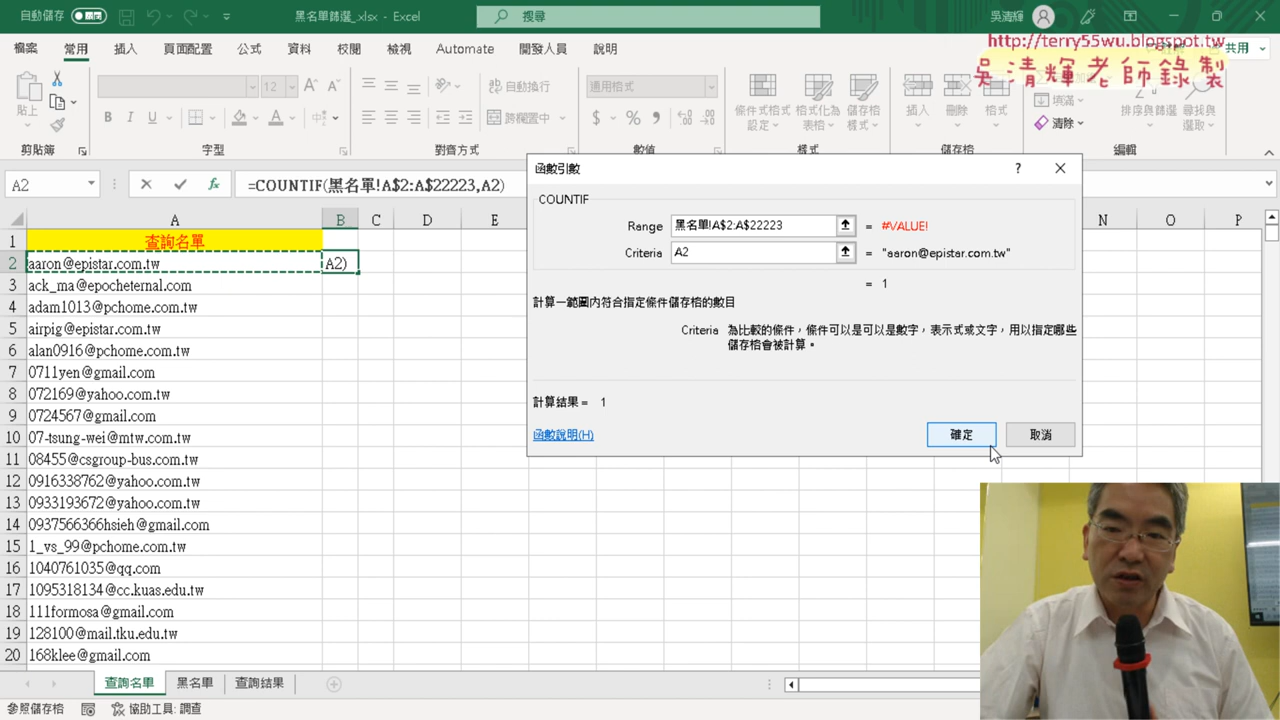 自動儲存
黑名單篩選_.xlsx - Excel
搜尋
吳清輝
http://terry55wu.blogspot.tw
吳清輝老師錄製
檔案 常用 插入 頁面配置 公式 資料 校閱 檢視 Automate 開發人員 說明
共用
貼上
12
自動換行
跨欄置中
通用格式
條件式格式設定
格式化為表格
儲存格樣式
插入 刪除 格式
填滿
清除
排序與篩選
尋找與選取
剪貼簿 字型 對齊方式 數值 樣式 儲存格 編輯
A2
=COUNTIF(黑名單!A$2:A$22223,A2)
A B C D E N O P
1 查詢名單
2 aaron@epistar.com.tw A2)
3 ack_ma@epocheternal.com
4 adam1013@pchome.com.tw
5 airpig@epistar.com.tw
6 alan0916@pchome.com.tw
7 0711yen@gmail.com
8 072169@yahoo.com.tw
9 0724567@gmail.com
10 07-tsung-wei@mtw.com.tw
11 08455@csgroup-bus.com.tw
12 0916338762@yahoo.com.tw
13 0933193672@yahoo.com.tw
14 0937566366hsieh@gmail.com
15 1_vs_99@pchome.com.tw
16 1040761035@qq.com
17 1095318134@cc.kuas.edu.tw
18 111formosa@gmail.com
19 128100@mail.tku.edu.tw
20 168klee@gmail.com
函數引數
COUNTIF
Range 黑名單!A$2:A$22223 = #VALUE!
Criteria A2 = "aaron@epistar.com.tw"
= 1
計算一範圍內符合指定條件儲存格的數目
Criteria 為比較的條件，條件可以是可以是數字，表示式或文字，用以指定哪些
儲存格會被計算。
計算結果 = 1
函數說明(H)
確定 取消
查詢名單 黑名單 查詢結果
參照儲存格 協助工具: 調查